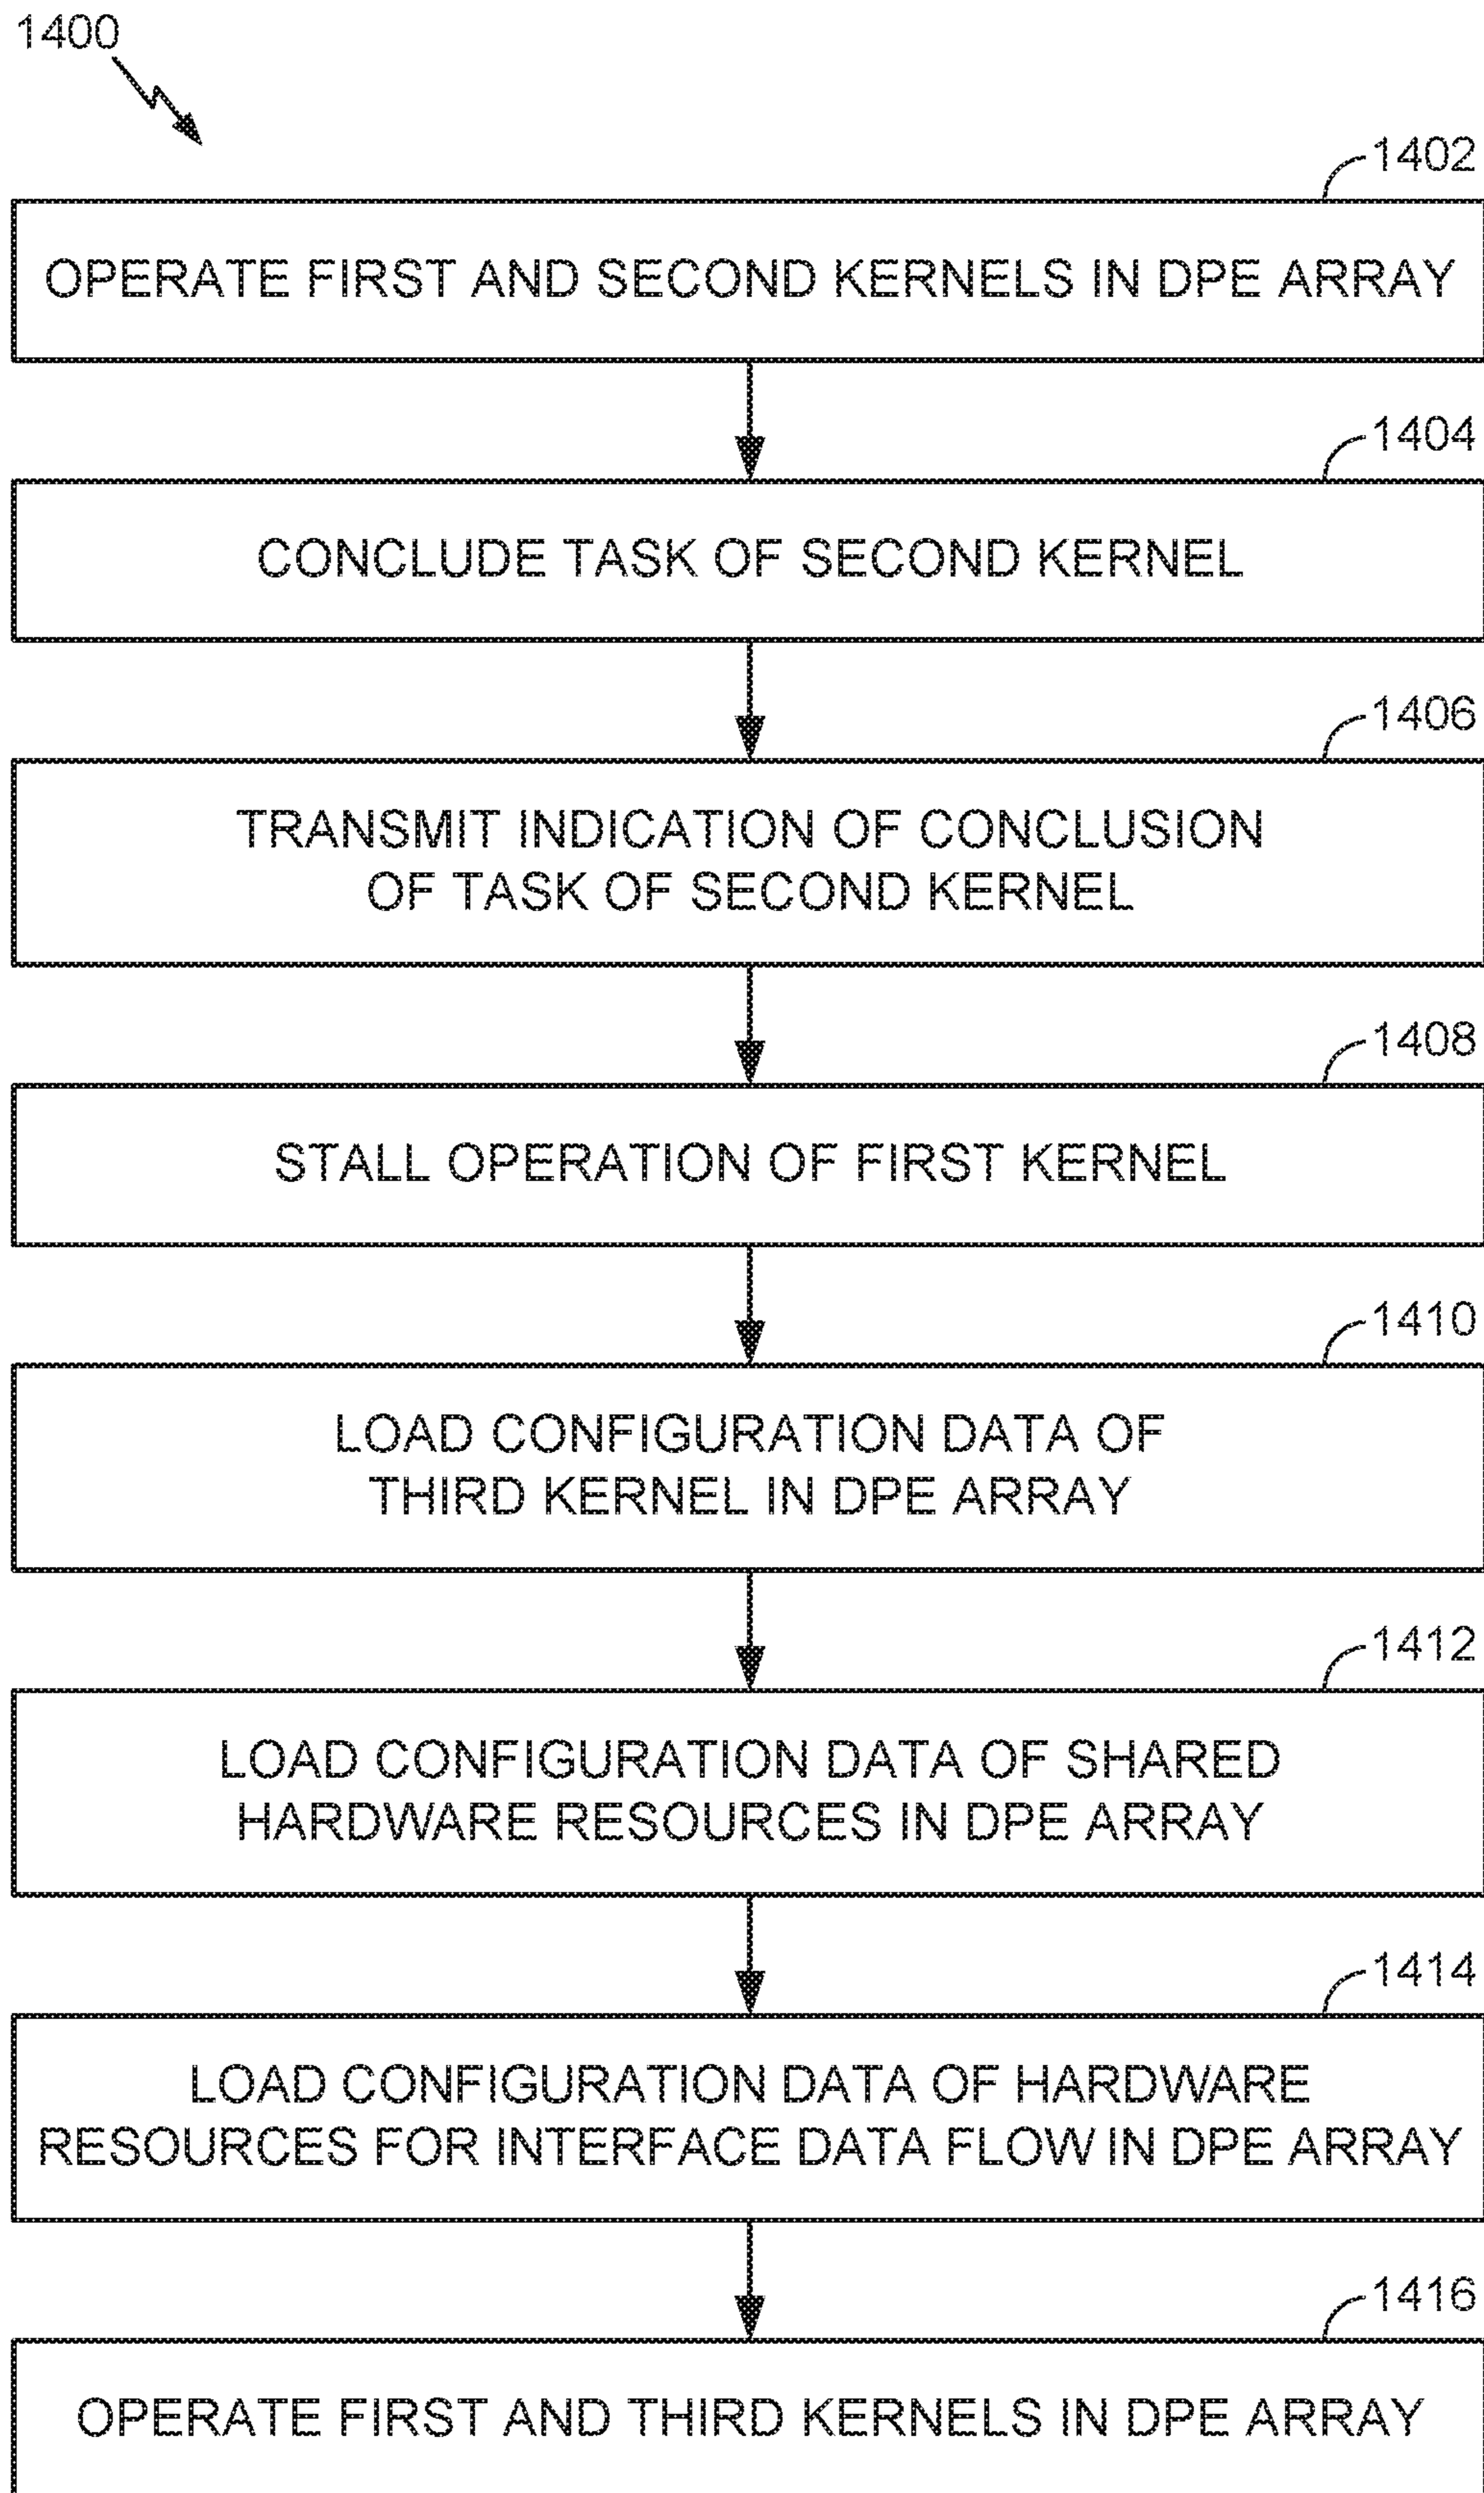 1400
1402
OPERATE FIRST AND SECOND KERNELS IN DPE ARRAY
1404
CONCLUDE TASK OF SECOND KERNEL
1406
TRANSMIT INDICATION OF CONCLUSION
OF TASK OF SECOND KERNEL
1408
STALL OPERATION OF FIRST KERNEL
1410
LOAD CONFIGURATION DATA OF
THIRD KERNEL IN DPE ARRAY
1412
LOAD CONFIGURATION DATA OF SHARED
HARDWARE RESOURCES IN DPE ARRAY
1414
LOAD CONFIGURATION DATA OF HARDWARE
RESOURCES FOR INTERFACE DATA FLOW IN DPE ARRAY
1416
OPERATE FIRST AND THIRD KERNELS IN DPE ARRAY